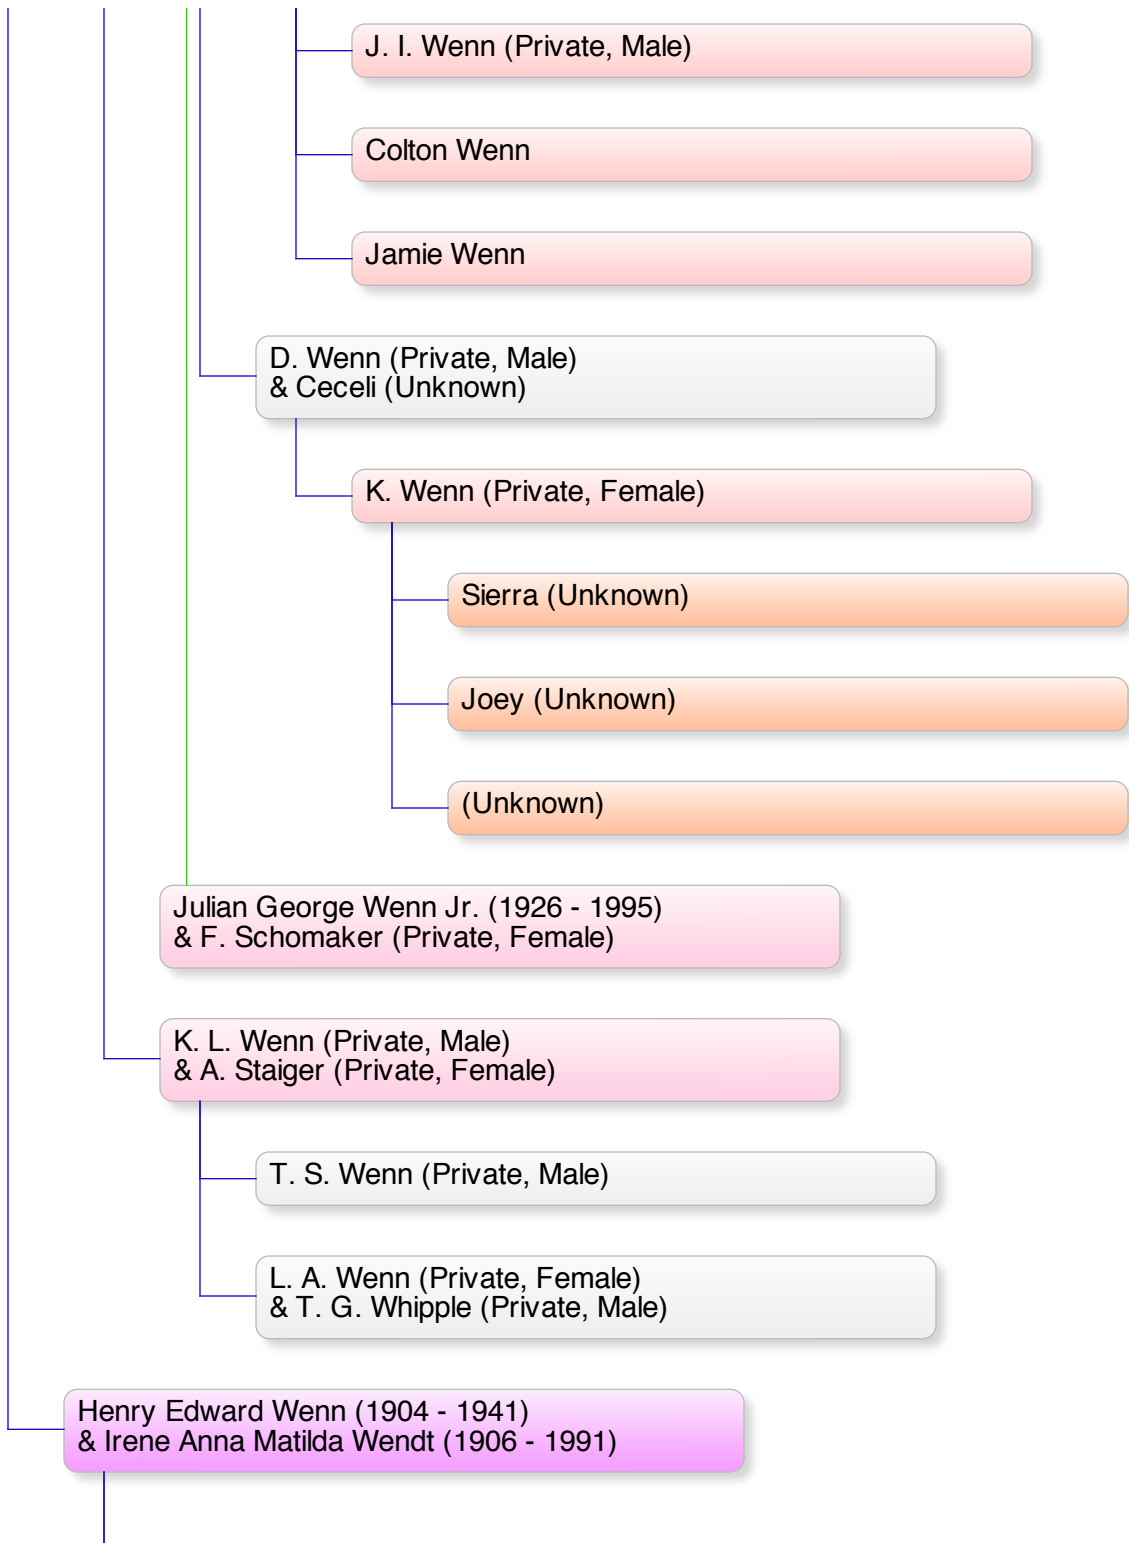 J. I. Wenn (Private, Male)
Colton Wenn
Jamie Wenn
D. Wenn (Private, Male)
& Ceceli (Unknown)
K. Wenn (Private, Female)
Sierra (Unknown)
Joey (Unknown)
(Unknown)
Julian George Wenn Jr. (1926 - 1995)
& F. Schomaker (Private, Female)
K. L. Wenn (Private, Male)
& A. Staiger (Private, Female)
T. S. Wenn (Private, Male)
L. A. Wenn (Private, Female)
& T. G. Whipple (Private, Male)
Henry Edward Wenn (1904 - 1941)
& Irene Anna Matilda Wendt (1906 - 1991)